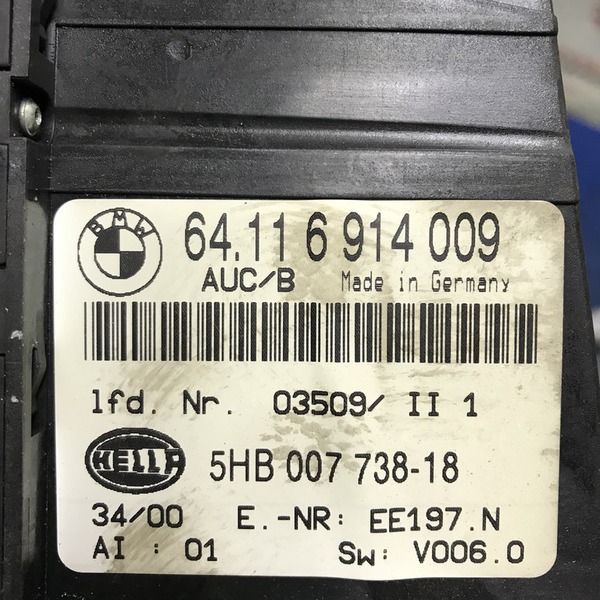 BMW
64.11 6 914 009
AUC/B Made in Germany
lfd. Nr. 03509/ II 1
HELLA 5HB 007 738-18
34/00 E.-NR: EE197.N
AI : 01 Sw: V006.0